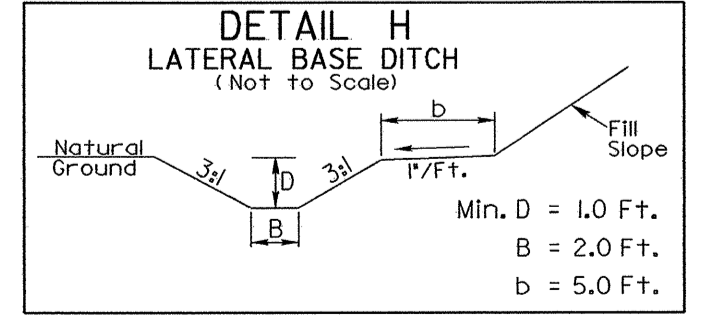 DETAIL H
LATERAL BASE DITCH
(Not to Scale)
b
Natural
Ground
3:1
D
3:1
1"/Ft.
Fill
Slope
B
Min. D = 1.0 Ft.
B = 2.0 Ft.
b = 5.0 Ft.